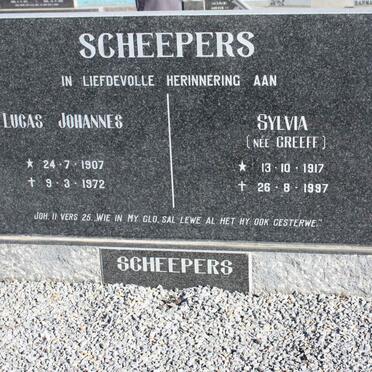 SCHEEPERS
IN LIEFDEVOLLE HERINNERING AAN
LUCAS JOHANNES
★ 24·7·1907
✝ 9·3·1972
SYLVIA
(NÉE GREEFF)
★ 13·10·1917
✝ 26·8·1997
JOH. 11 VERS 25. „WIE IN MY GLO, SAL LEWE AL HET HY OOK GESTERWE."
SCHEEPERS